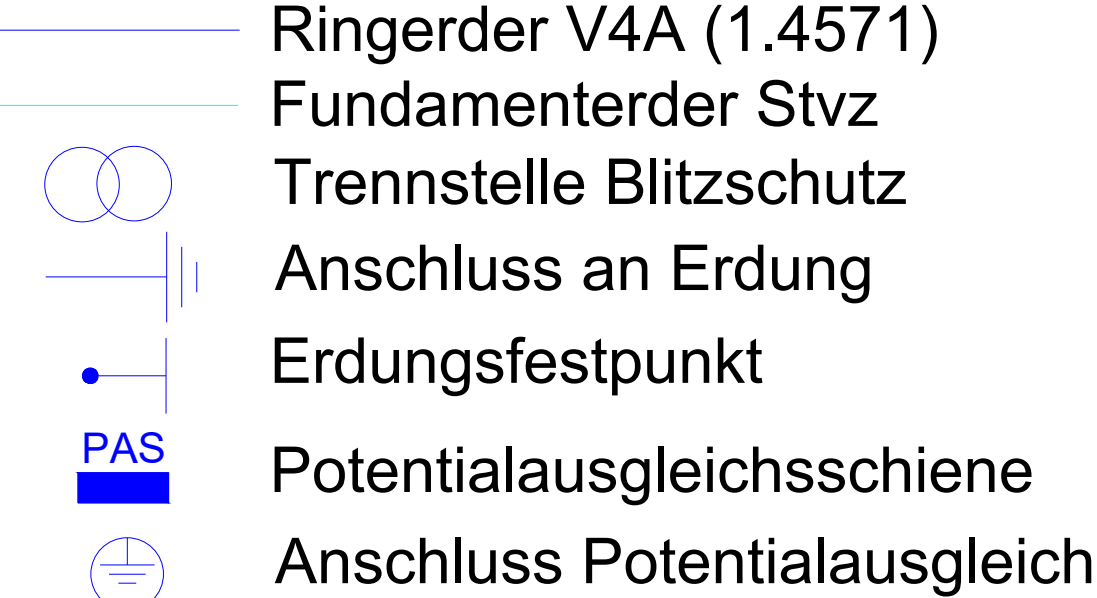 Ringerder V4A (1.4571)
Fundamenterder Stvz
Trennstelle Blitzschutz
Anschluss an Erdung
Erdungsfestpunkt
PAS Potentialausgleichsschiene
Anschluss Potentialausgleich